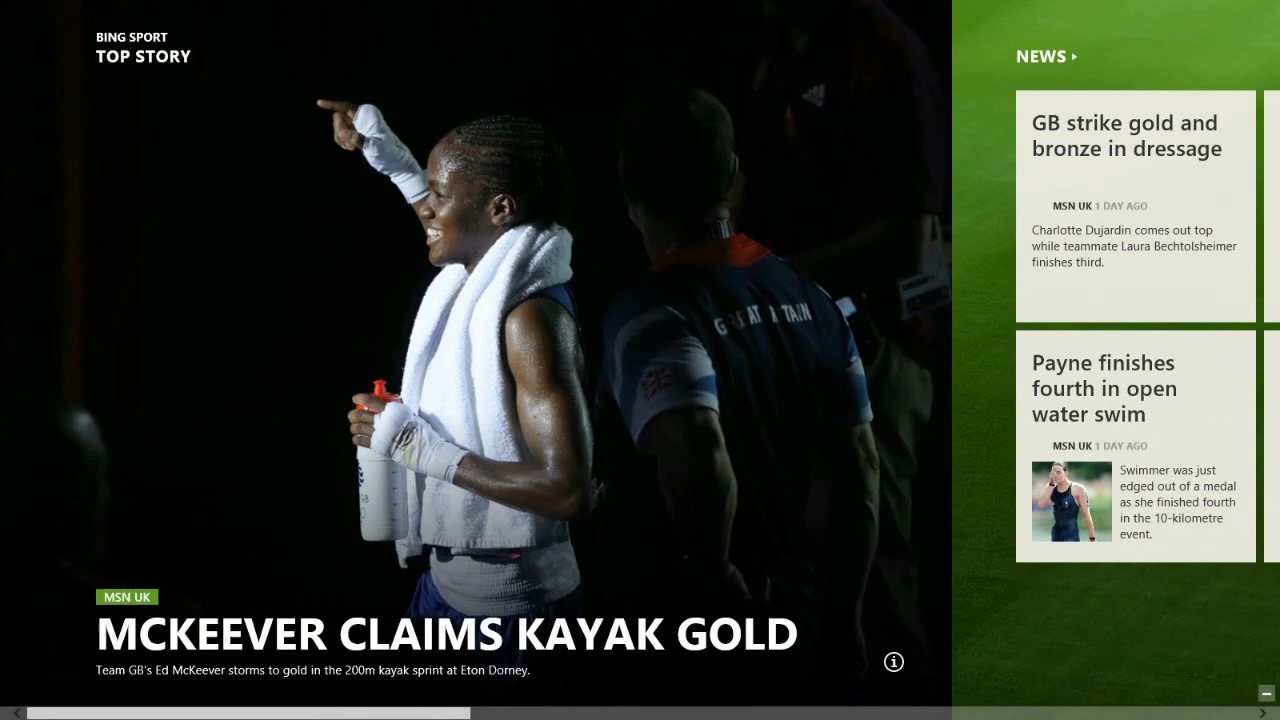 BING SPORT
TOP STORY
GREAT BRITAIN
GB
MSN UK
MCKEEVER CLAIMS KAYAK GOLD
Team GB's Ed McKeever storms to gold in the 200m kayak sprint at Eton Dorney.
NEWS
GB strike gold and
bronze in dressage
MSN UK 1 DAY AGO
Charlotte Dujardin comes out top
while teammate Laura Bechtolsheimer
finishes third.
Payne finishes
fourth in open
water swim
MSN UK 1 DAY AGO
Swimmer was just
edged out of a medal
as she finished fourth
in the 10-kilometre
event.